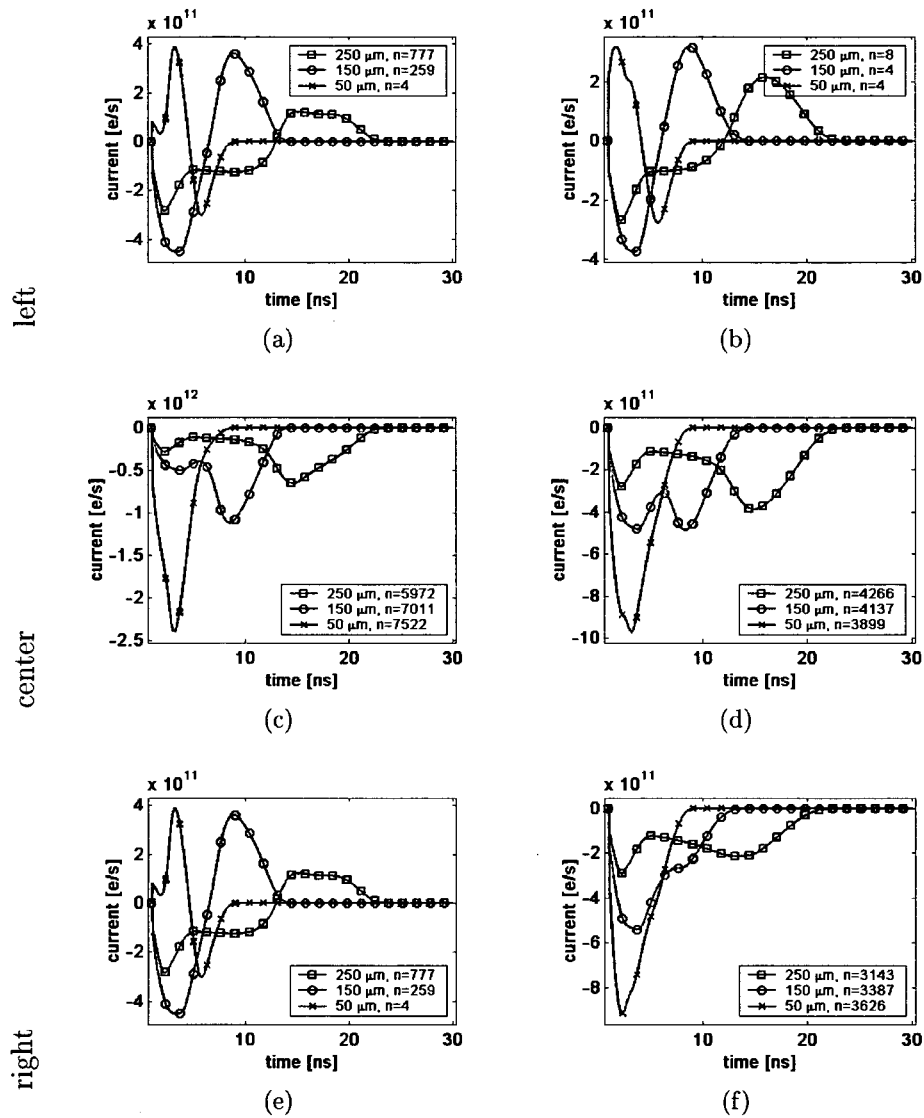 x 10^11
4
2
0
-2
-4
current [e/s]
250 µm, n=777
150 µm, n=259
50 µm, n=4
0
10
20
30
time [ns]
(a)
x 10^11
2
0
-2
-4
current [e/s]
250 µm, n=8
150 µm, n=4
50 µm, n=4
0
10
20
30
time [ns]
(b)
left
x 10^12
0
-0.5
-1
-1.5
-2
-2.5
current [e/s]
250 µm, n=5972
150 µm, n=7011
50 µm, n=7522
10
20
30
time [ns]
(c)
x 10^11
0
-2
-4
-6
-8
-10
current [e/s]
250 µm, n=4266
150 µm, n=4137
50 µm, n=3899
10
20
30
time [ns]
(d)
center
x 10^11
4
2
0
-2
-4
current [e/s]
250 µm, n=777
150 µm, n=259
50 µm, n=4
10
20
30
time [ns]
(e)
x 10^11
0
-2
-4
-6
-8
current [e/s]
250 µm, n=3143
150 µm, n=3387
50 µm, n=3626
10
20
30
time [ns]
(f)
right